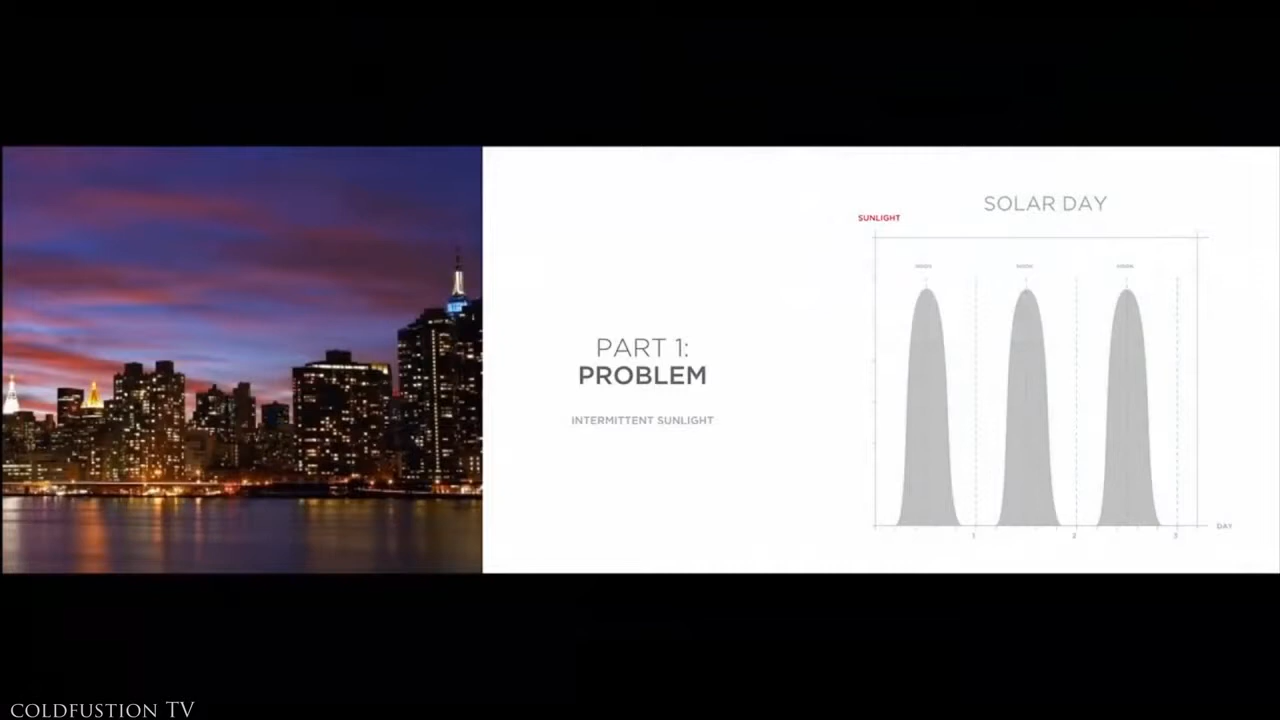 PART 1:
PROBLEM
INTERMITTENT SUNLIGHT
SOLAR DAY
SUNLIGHT
DAY
1
2
3
COLDFUSTION TV